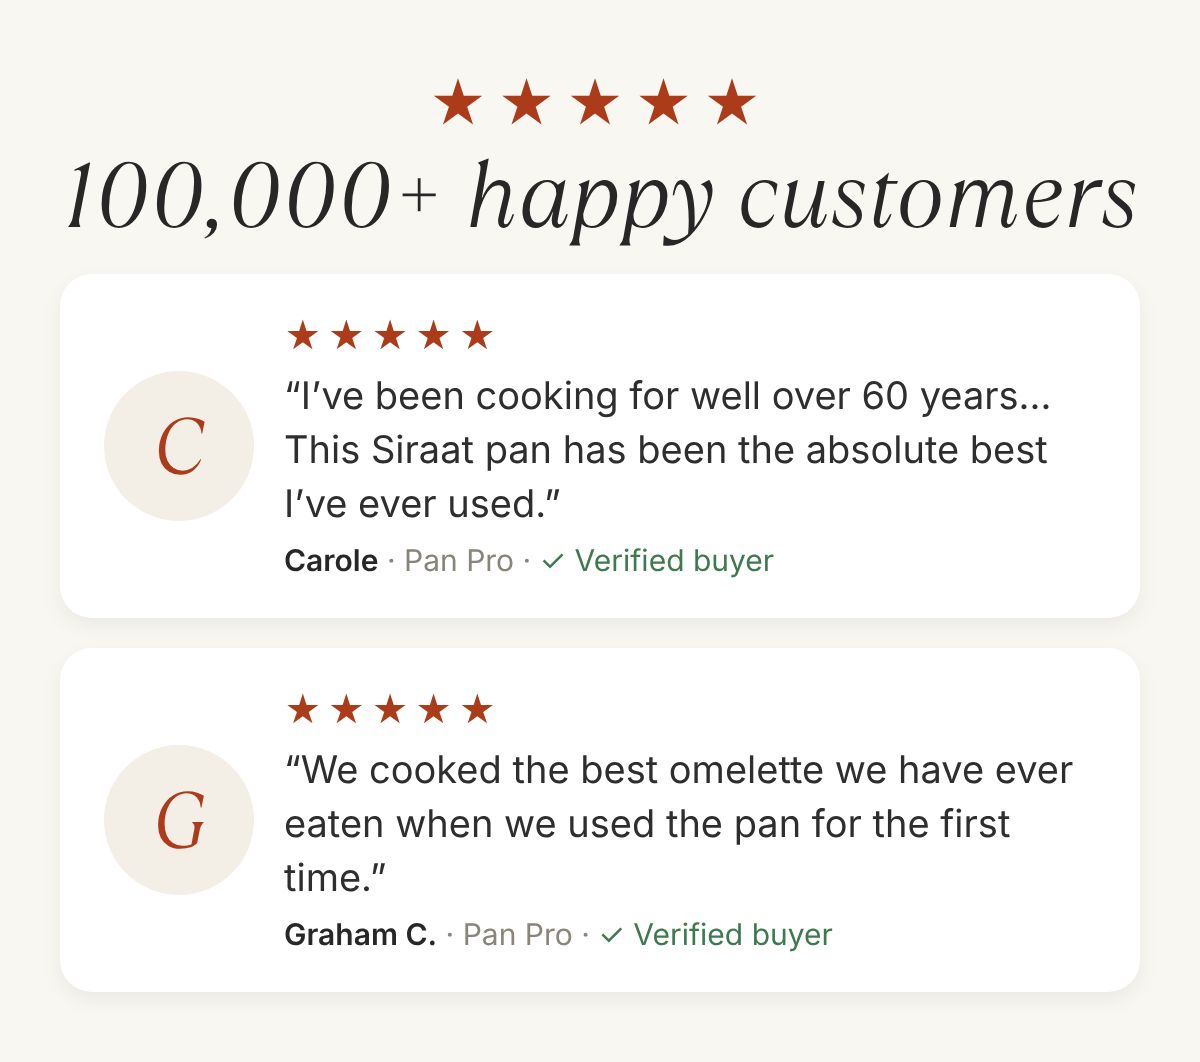 ★★★★★
100,000+ happy customers
★★★★★
“I’ve been cooking for well over 60 years...
This Siraat pan has been the absolute best
I’ve ever used.”
C
Carole · Pan Pro · ✓ Verified buyer
★★★★★
“We cooked the best omelette we have ever
eaten when we used the pan for the first
time.”
G
Graham C. · Pan Pro · ✓ Verified buyer